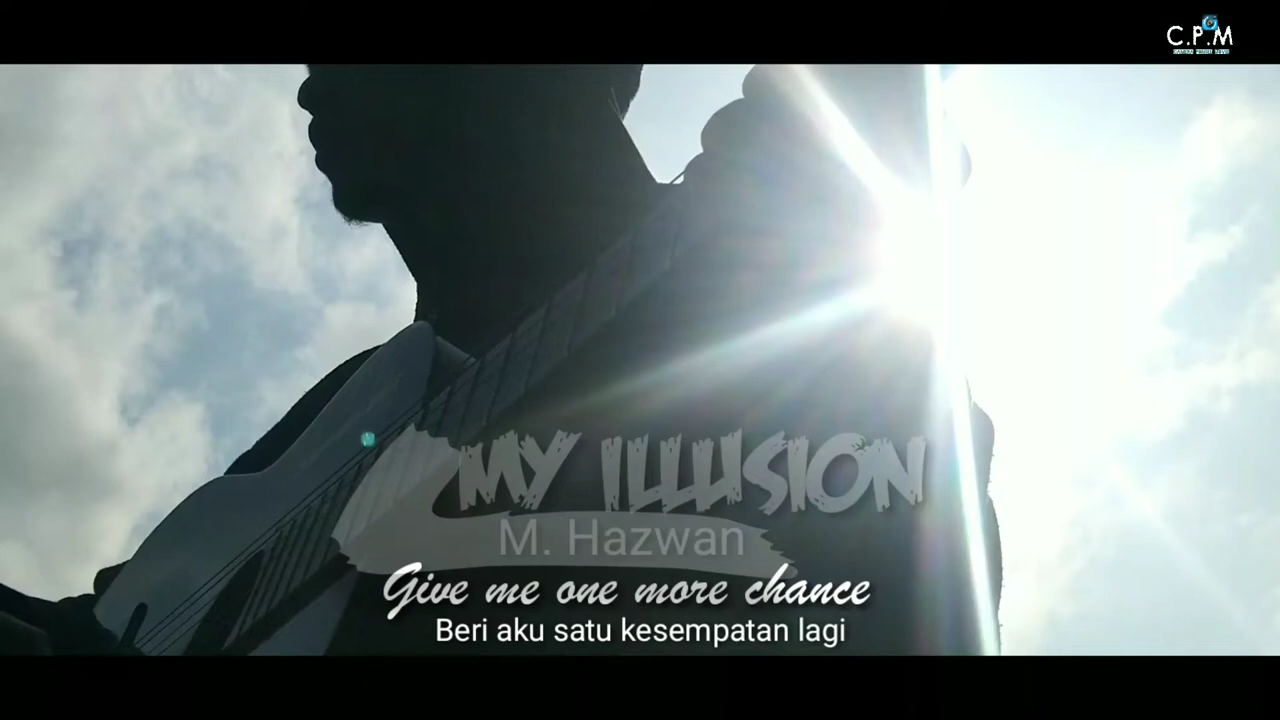 C.P.M
MY ILLUSION
M. Hazwan
Give me one more chance
Beri aku satu kesempatan lagi